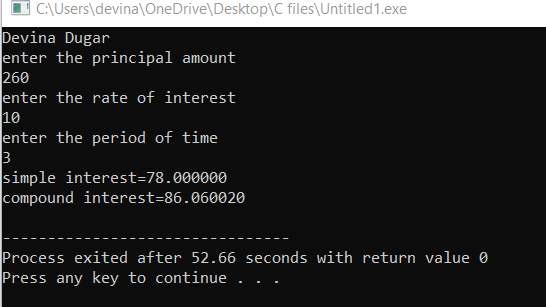 C:\Users\devina\OneDrive\Desktop\C files\Untitled1.exe
Devina Dugar
enter the principal amount
260
enter the rate of interest
10
enter the period of time
3
simple interest=78.000000
compound interest=86.060020
--------------------------------
Process exited after 52.66 seconds with return value 0
Press any key to continue . . .